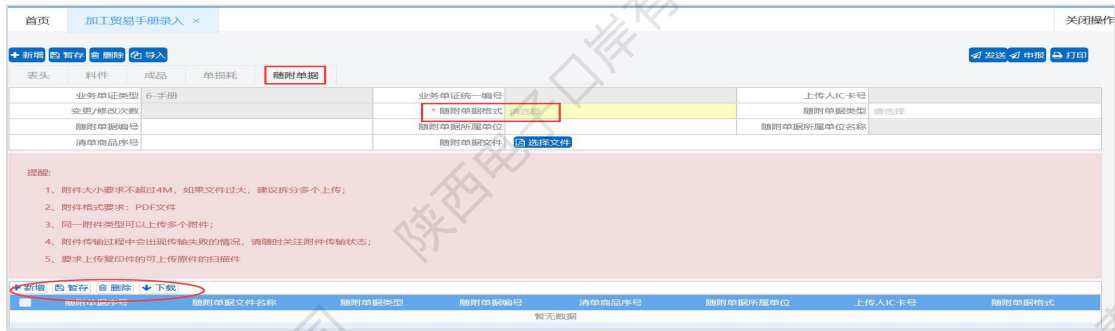 首页 加工贸易手册录入 × 关闭操作
新增 暂存 删除 导入 发送 申报 打印
表头 料件 成品 单损耗 随附单据
业务单证类型 6-手册 业务单证统一编号 上传人IC卡号
变更/修改次数 * 随附单据格式 请选择 随附单据类型 请选择
随附单据编号 随附单据所属单位 随附单据所属单位名称
清单商品序号 随附单据文件 选择文件
提醒:
1、附件大小要求不超过4M，如果文件过大，建议拆分多个上传；
2、附件格式要求：PDF文件
3、同一附件类型可以上传多个附件；
4、附件传输过程中会出现传输失败的情况，请随时关注附件传输状态；
5、要求上传复印件的可上传原件的扫描件
新增 暂存 删除 下载
随附单据序号 随附单据文件名称 随附单据类型 随附单据编号 清单商品序号 随附单据所属单位 上传人IC卡号 随附单据格式
暂无数据
陕西电子口岸有